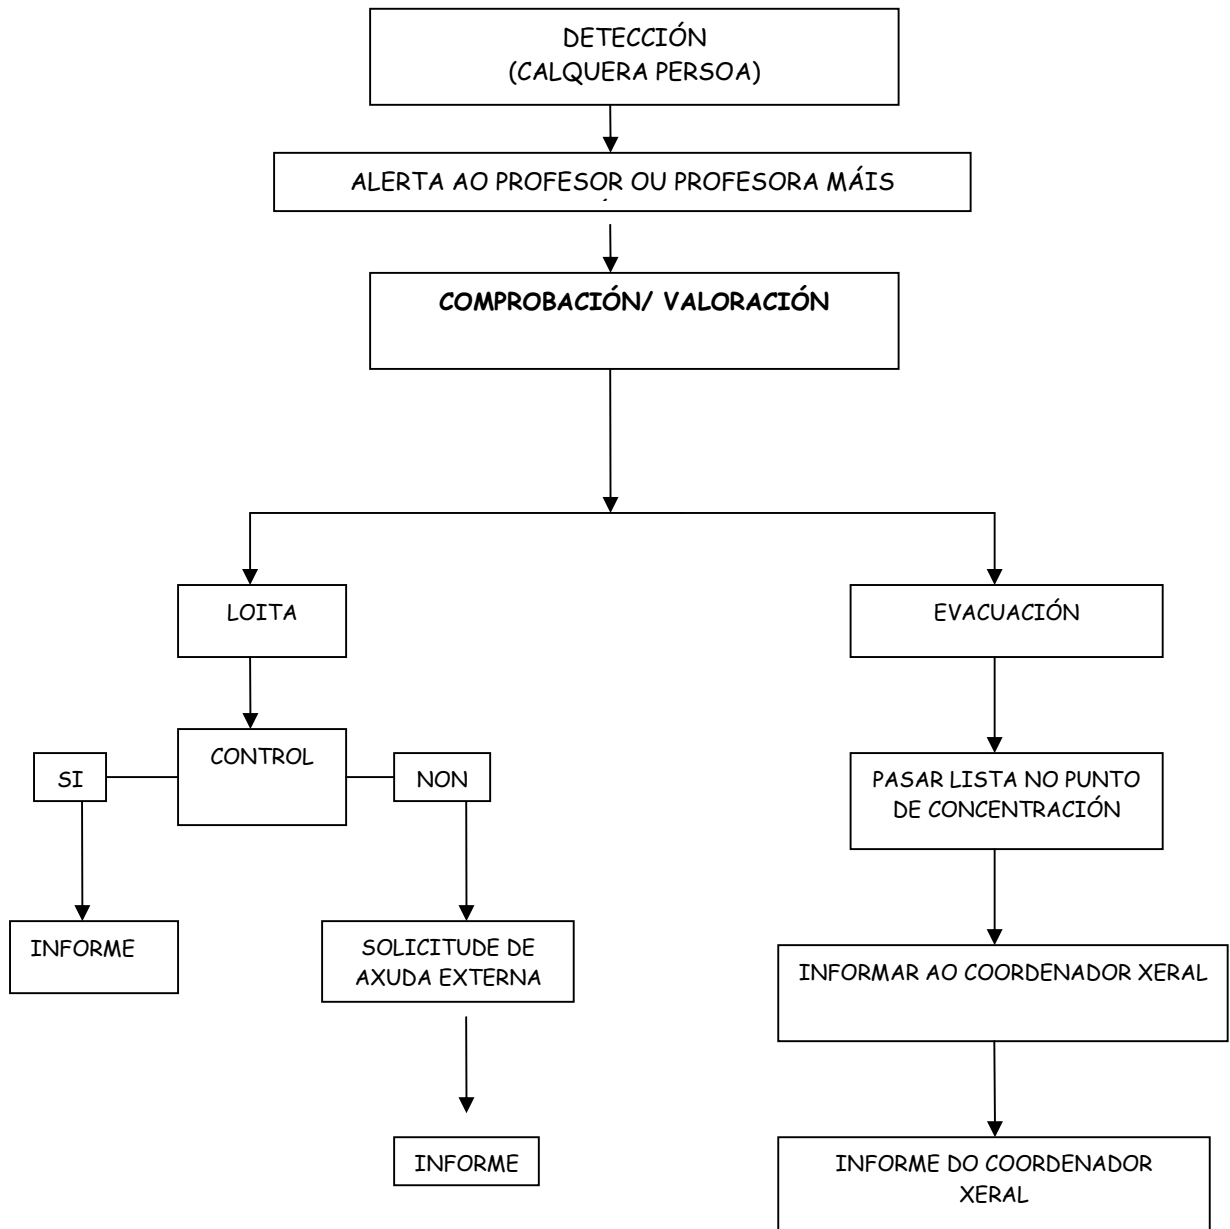 DETECCIÓN
(CALQUERA PERSOA)
ALERTA AO PROFESOR OU PROFESORA MÁIS
COMPROBACIÓN/ VALORACIÓN
LOITA
EVACUACIÓN
SI
CONTROL
NON
PASAR LISTA NO PUNTO
DE CONCENTRACIÓN
INFORME
SOLICITUDE DE
AXUDA EXTERNA
INFORMAR AO COORDENADOR XERAL
INFORME
INFORME DO COORDENADOR
XERAL